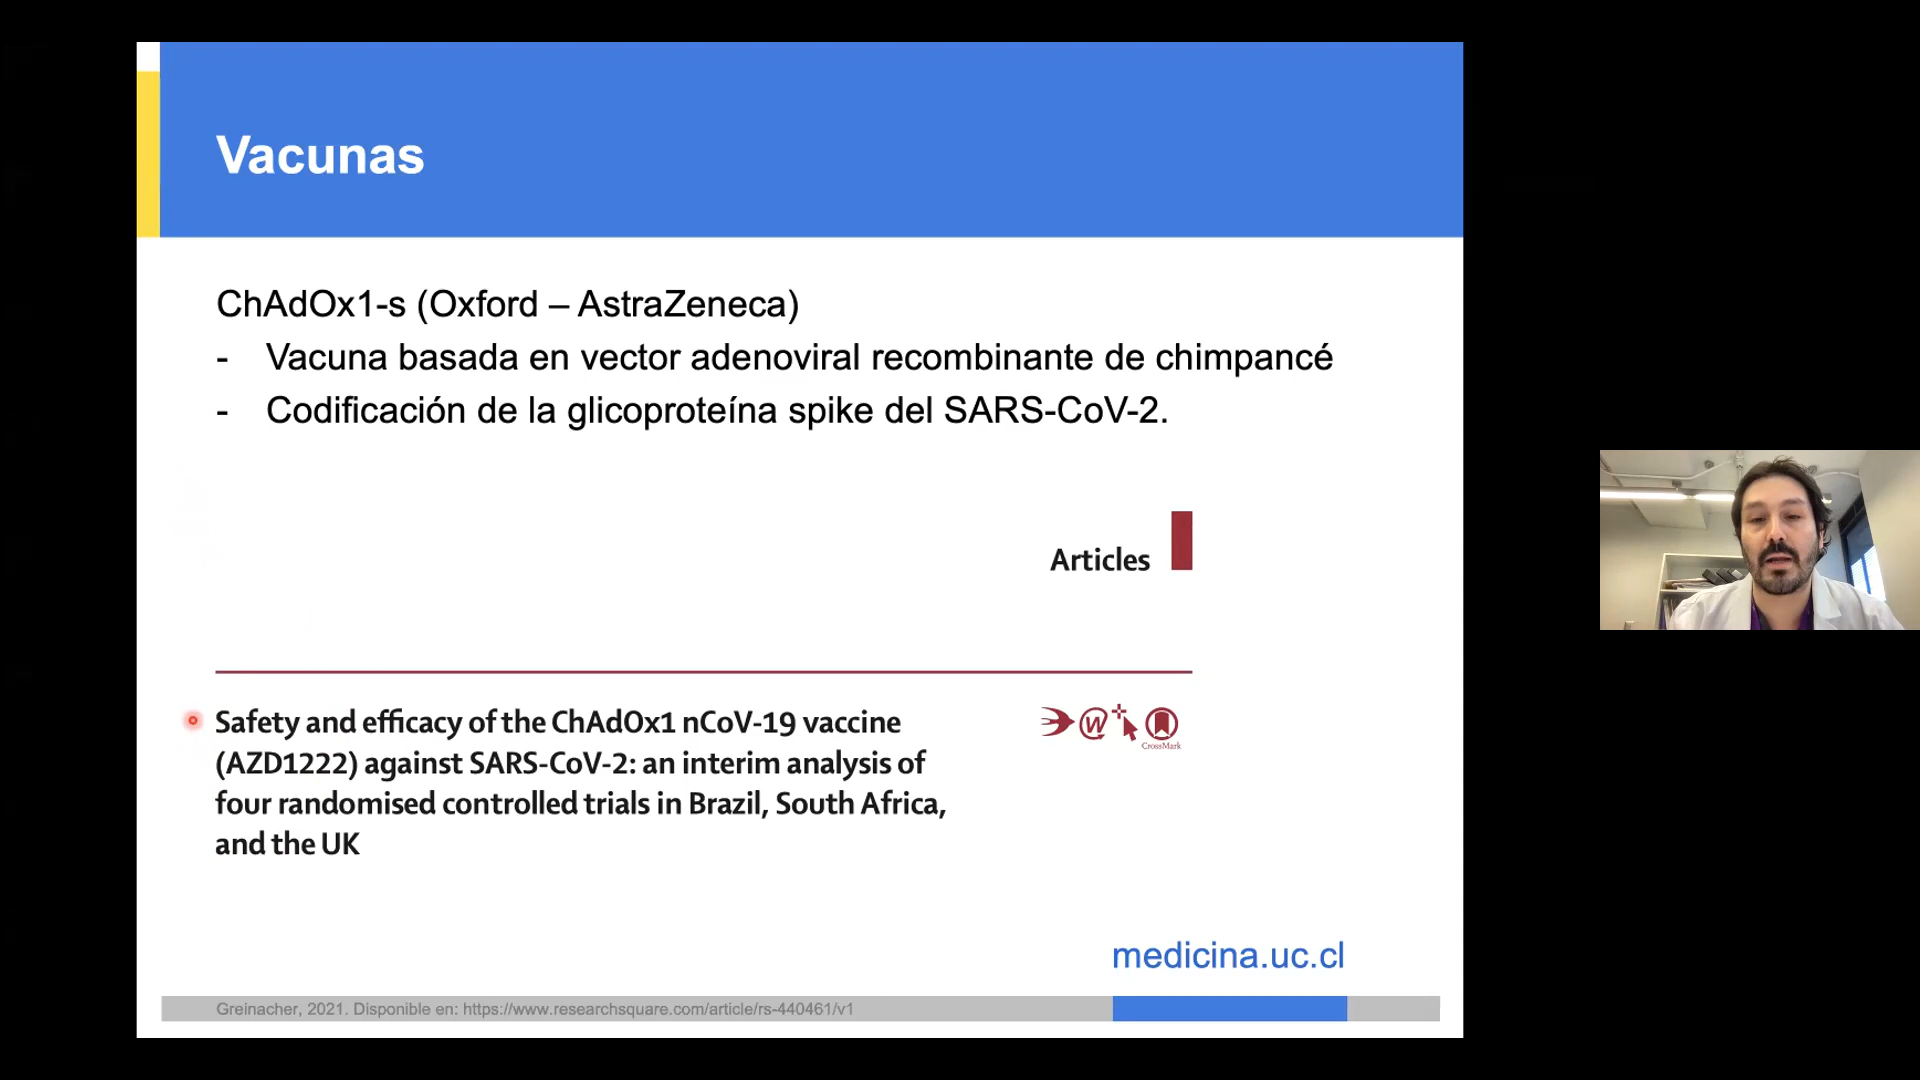 Vacunas
ChAdOx1-s (Oxford – AstraZeneca)
- Vacuna basada en vector adenoviral recombinante de chimpancé
- Codificación de la glicoproteína spike del SARS-CoV-2.
Articles
Safety and efficacy of the ChAdOx1 nCoV-19 vaccine
(AZD1222) against SARS-CoV-2: an interim analysis of
four randomised controlled trials in Brazil, South Africa,
and the UK
W
CrossMark
medicina.uc.cl
Greinacher, 2021. Disponible en: https://www.researchsquare.com/article/rs-440461/v1